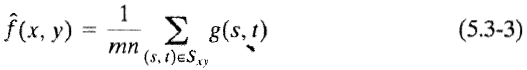 f̂(x, y) = 1/mn ∑_{(s, t)∈S_{xy}} g(s, t) (5.3-3)